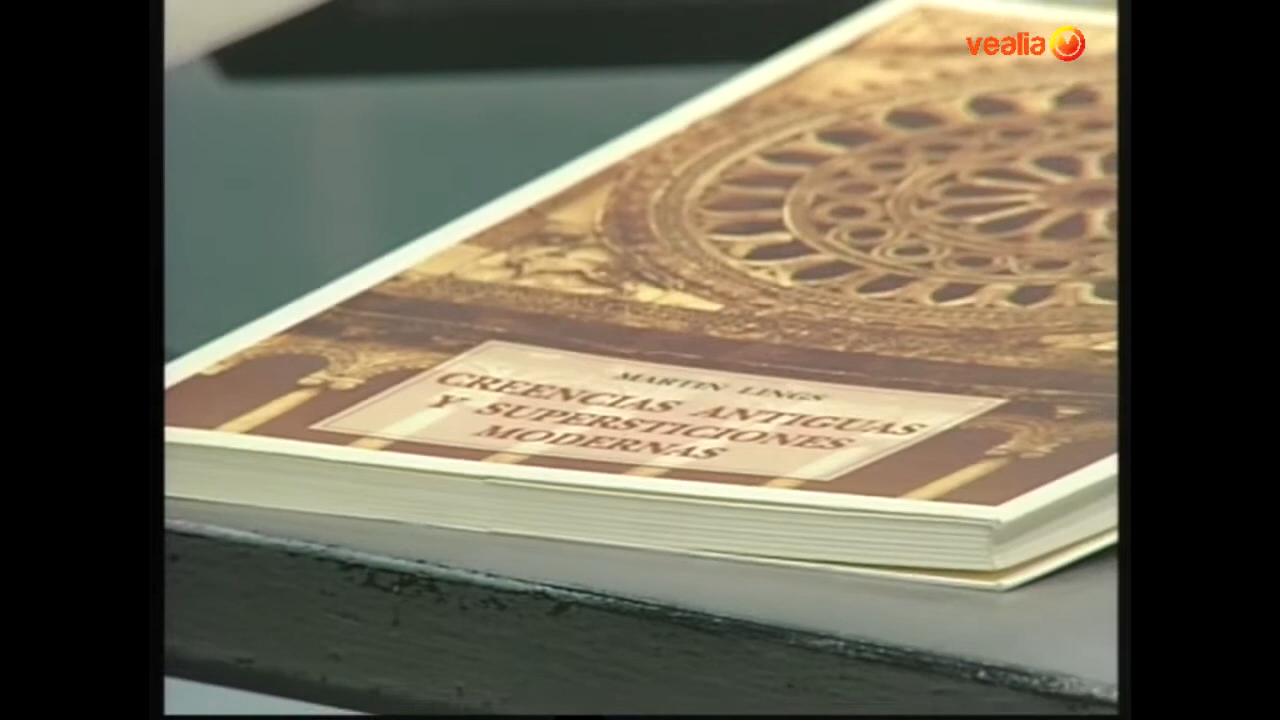 vealia
MARTIN LINGS
CREENCIAS ANTIGUAS
Y SUPERSTICIONES
MODERNAS